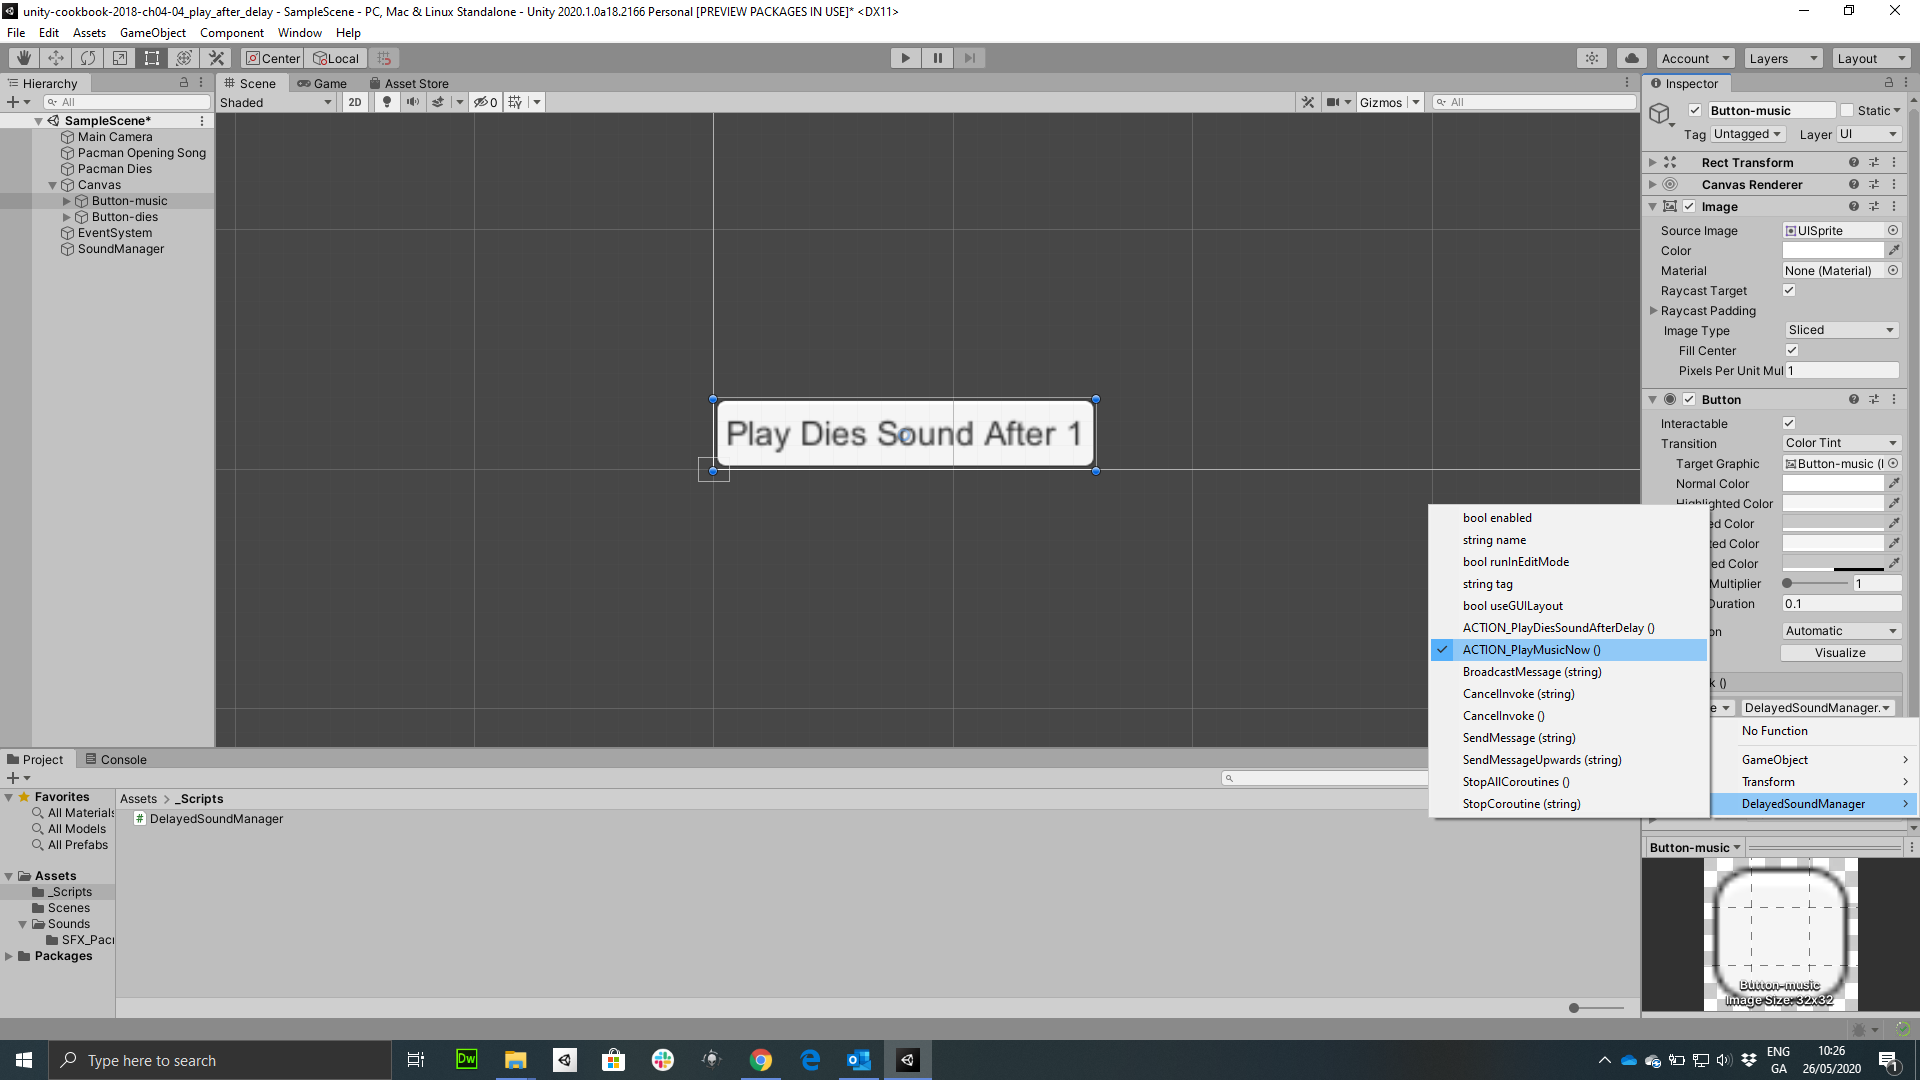 unity-cookbook-2018-ch04-04_play_after_delay - SampleScene - PC, Mac & Linux Standalone - Unity 2020.1.0a18.2166 Personal [PREVIEW PACKAGES IN USE]* <DX11>
File Edit Assets GameObject Component Window Help
Center Local Account Layers Layout
Hierarchy
All
SampleScene*
Main Camera
Pacman Opening Song
Pacman Dies
Canvas
Button-music
Button-dies
EventSystem
SoundManager
Scene Game Asset Store
Shaded 2D 0 Gizmos All
Play Dies Sound After 1
Inspector
Button-music Static
Tag Untagged Layer UI
Rect Transform
Canvas Renderer
Image
Source Image UISprite
Color
Material None (Material)
Raycast Target
Raycast Padding
Image Type Sliced
Fill Center
Pixels Per Unit Mul 1
Button
Interactable
Transition Color Tint
Target Graphic Button-music (I
Normal Color
Highlighted Color
ed Color
ted Color
ed Color
Multiplier 1
Duration 0.1
on Automatic
Visualize
k ()
e DelayedSoundManager.
No Function
GameObject
Transform
DelayedSoundManager
bool enabled
string name
bool runInEditMode
string tag
bool useGUILayout
ACTION_PlayDiesSoundAfterDelay ()
ACTION_PlayMusicNow ()
BroadcastMessage (string)
CancelInvoke (string)
CancelInvoke ()
SendMessage (string)
SendMessageUpwards (string)
StopAllCoroutines ()
StopCoroutine (string)
Button-music
Button-music
Image Size: 32x32
Project Console
Favorites
All Materials
All Models
All Prefabs
Assets
_Scripts
Scenes
Sounds
SFX_Pacr
Packages
Assets > _Scripts
# DelayedSoundManager
Type here to search
Dw
ENG
GA
10:26
26/05/2020
1